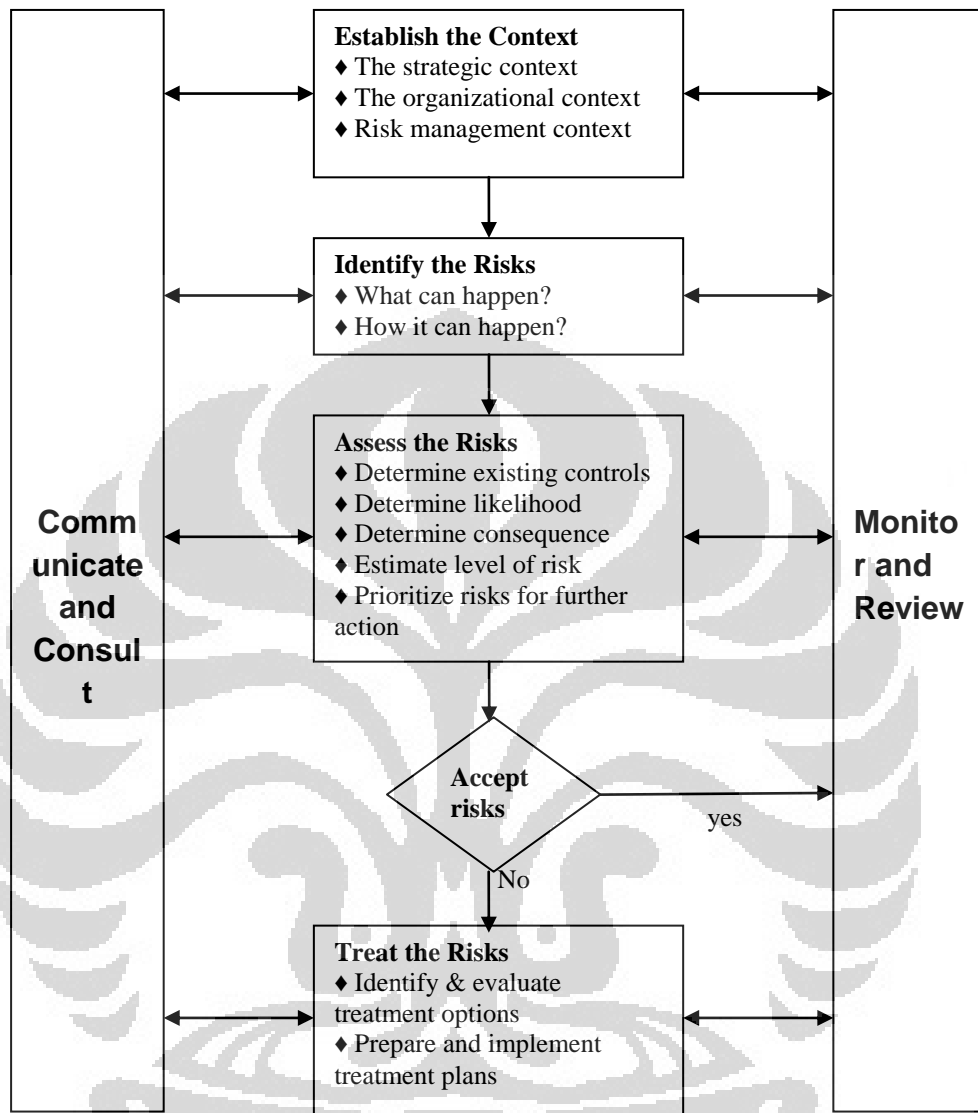 Establish the Context
♦ The strategic context
♦ The organizational context
♦ Risk management context
Identify the Risks
♦ What can happen?
♦ How it can happen?
Assess the Risks
♦ Determine existing controls
♦ Determine likelihood
♦ Determine consequence
♦ Estimate level of risk
♦ Prioritize risks for further
action
Comm
unicate
and
Consul
t
Monito
r and
Review
Accept
risks
yes
No
Treat the Risks
♦ Identify & evaluate
treatment options
♦ Prepare and implement
treatment plans